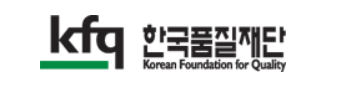 kfq 한국품질재단
Korean Foundation for Quality